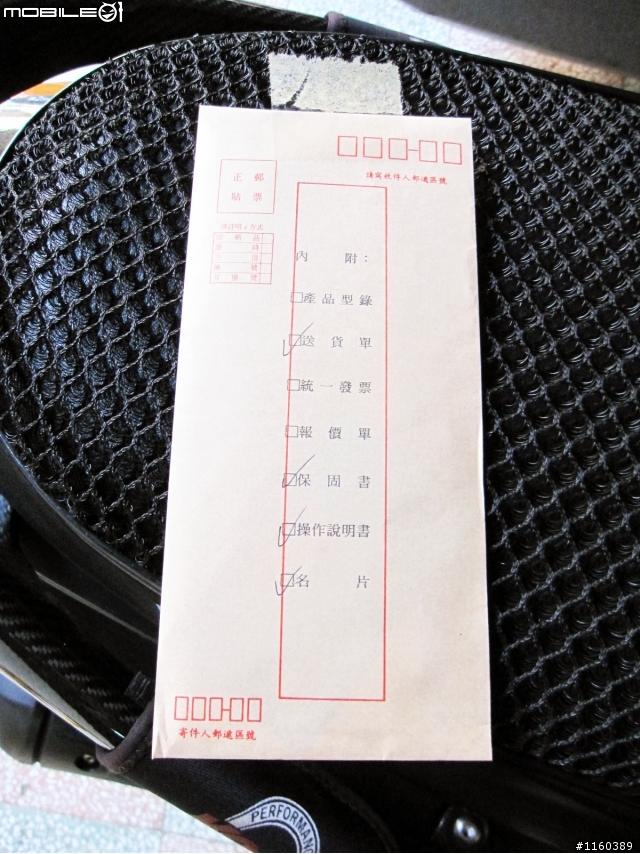 MOBILE01
請寫收件人郵遞區號
正 郵
貼 票
內 附：
□產品型錄
□送貨單
□統一發票
□報價單
□保固書
□操作說明書
□名片
寄件人郵遞區號
PERFORMANC
#1160389